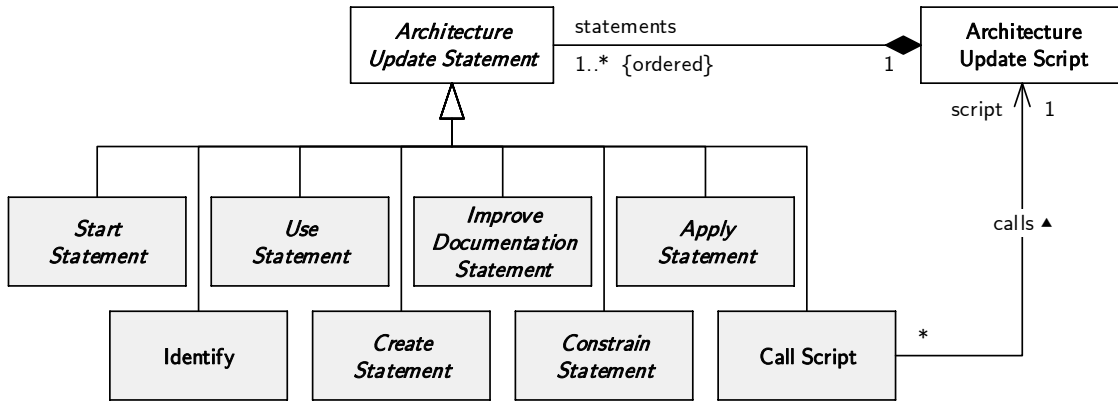 Architecture
Update Statement
statements
1..* {ordered}
1
Architecture
Update Script
script
1
calls ▲
*
Start
Statement
Use
Statement
Improve
Documentation
Statement
Apply
Statement
Identify
Create
Statement
Constrain
Statement
Call Script